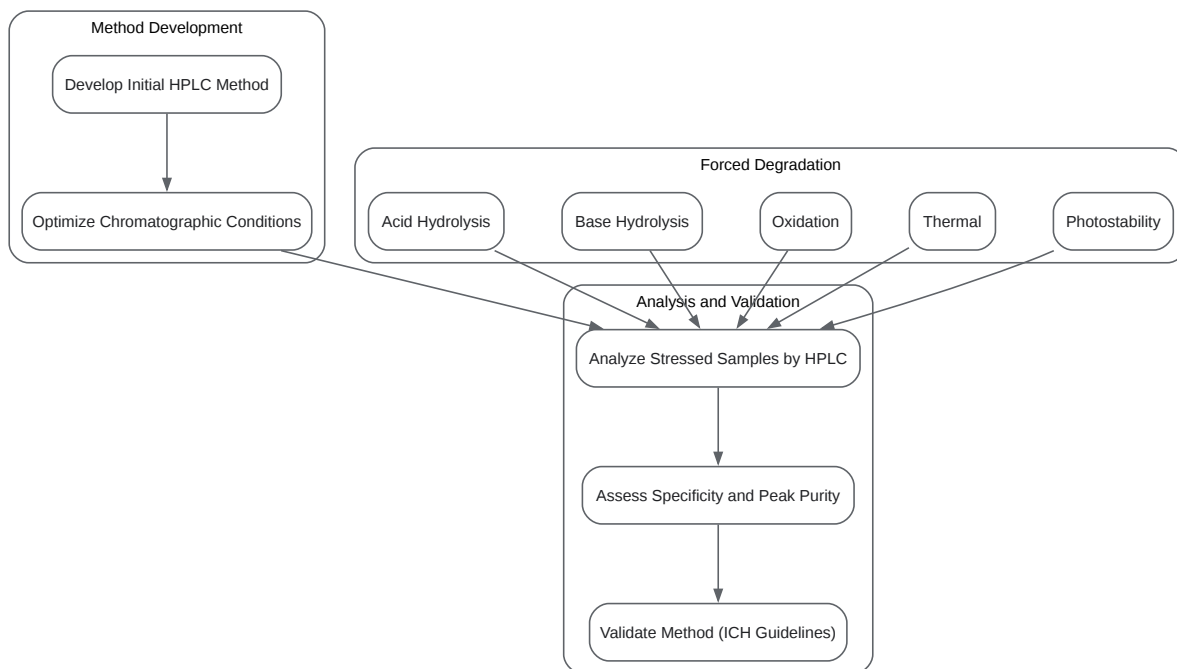 Method Development
Develop Initial HPLC Method
Optimize Chromatographic Conditions
Forced Degradation
Acid Hydrolysis
Base Hydrolysis
Oxidation
Thermal
Photostability
Analysis and Validation
Analyze Stressed Samples by HPLC
Assess Specificity and Peak Purity
Validate Method (ICH Guidelines)